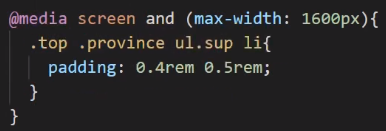 @media screen and (max-width: 1600px){
  .top .province ul.sup li{
    padding: 0.4rem 0.5rem;
  }
}